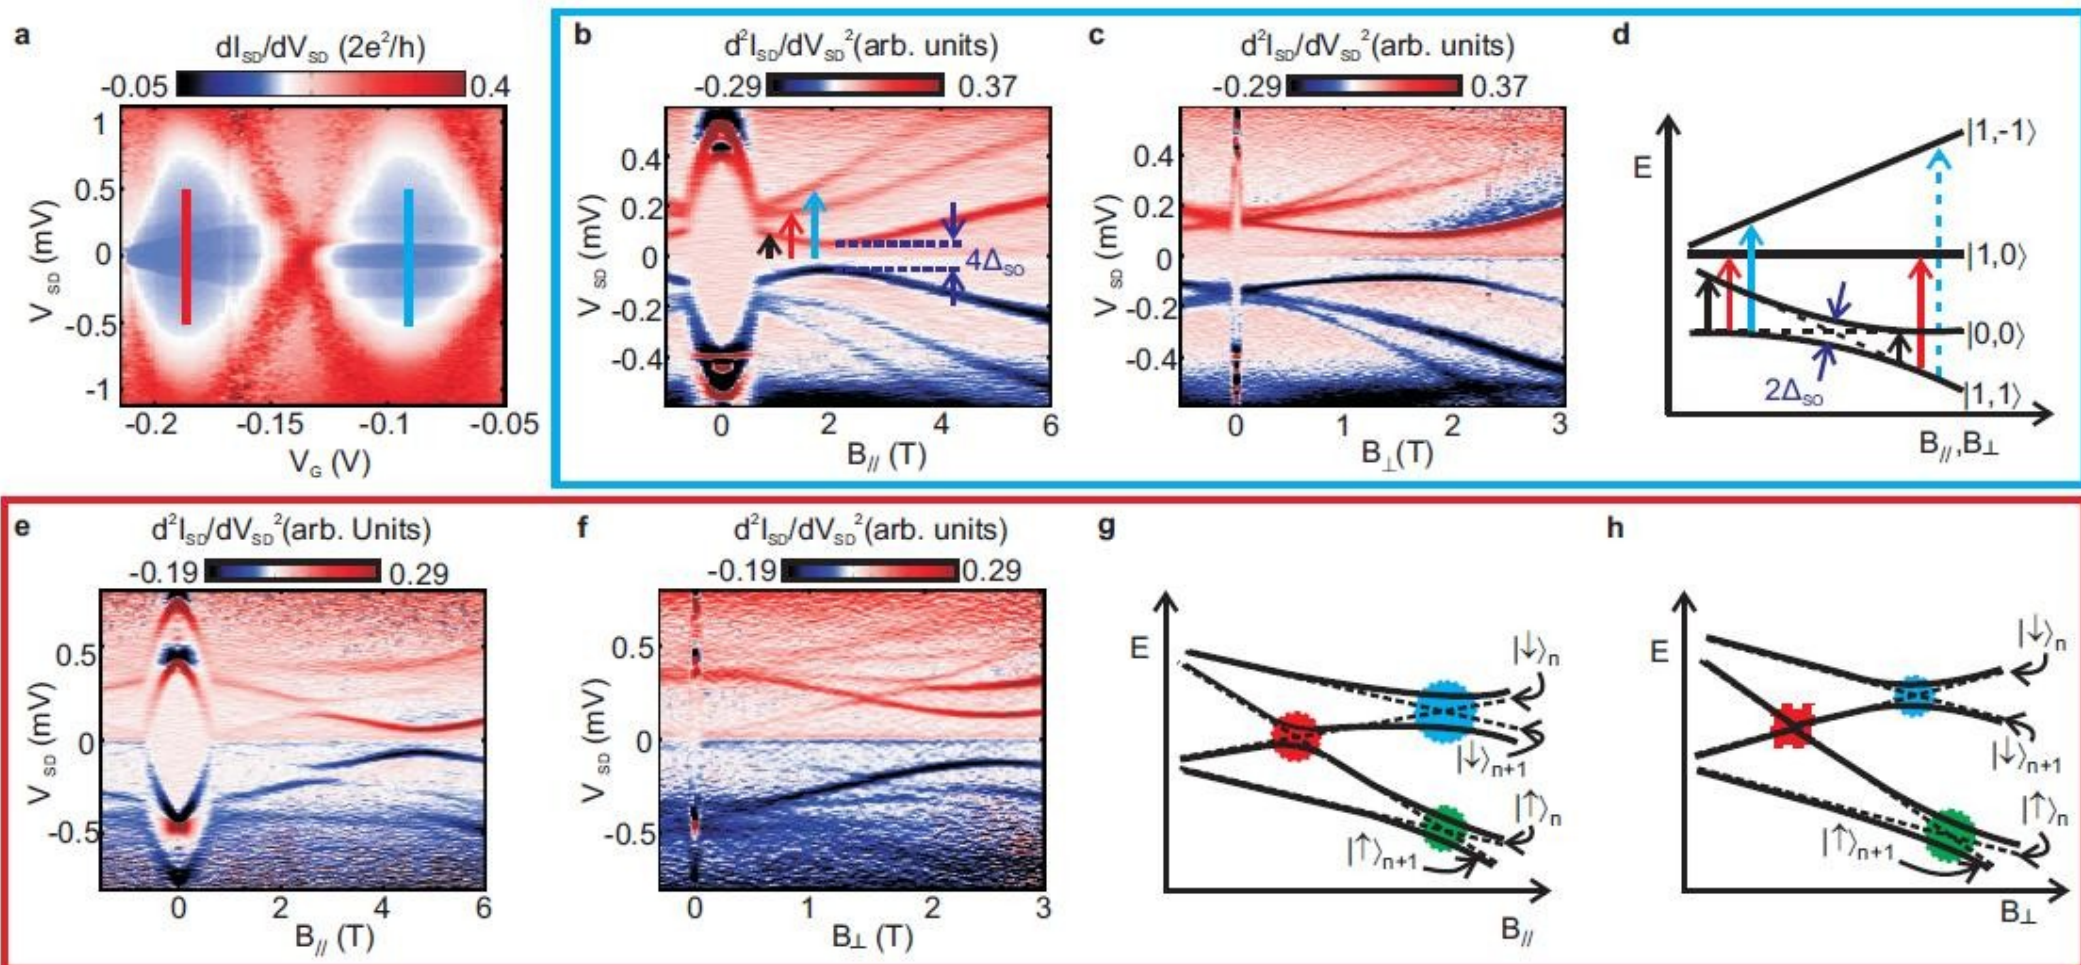 a
dI_SD/dV_SD (2e²/h)
-0.05 0.4
1
0.5
0
-0.5
-1
V_SD (mV)
-0.2 -0.15 -0.1 -0.05
V_G (V)
b
d²I_SD/dV_SD² (arb. units)
-0.29 0.37
0.4
0.2
0
-0.2
-0.4
V_SD (mV)
4Δ_SO
0 2 4 6
B_// (T)
c
d²I_SD/dV_SD² (arb. units)
-0.29 0.37
0.4
0.2
0
-0.2
-0.4
V_SD (mV)
0 1 2 3
B_⊥(T)
d
E
|1,-1⟩
|1,0⟩
|0,0⟩
|1,1⟩
2Δ_SO
B_//,B_⊥
e
d²I_SD/dV_SD² (arb. Units)
-0.19 0.29
0.5
0
-0.5
V_SD (mV)
0 2 4 6
B_// (T)
f
d²I_SD/dV_SD² (arb. units)
-0.19 0.29
0.5
0
-0.5
V_SD (mV)
0 1 2 3
B_⊥ (T)
g
E
|↓⟩_n
|↓⟩_n+1
|↑⟩_n
|↑⟩_n+1
B_//
h
E
|↓⟩_n
|↓⟩_n+1
|↑⟩_n
|↑⟩_n+1
B_⊥